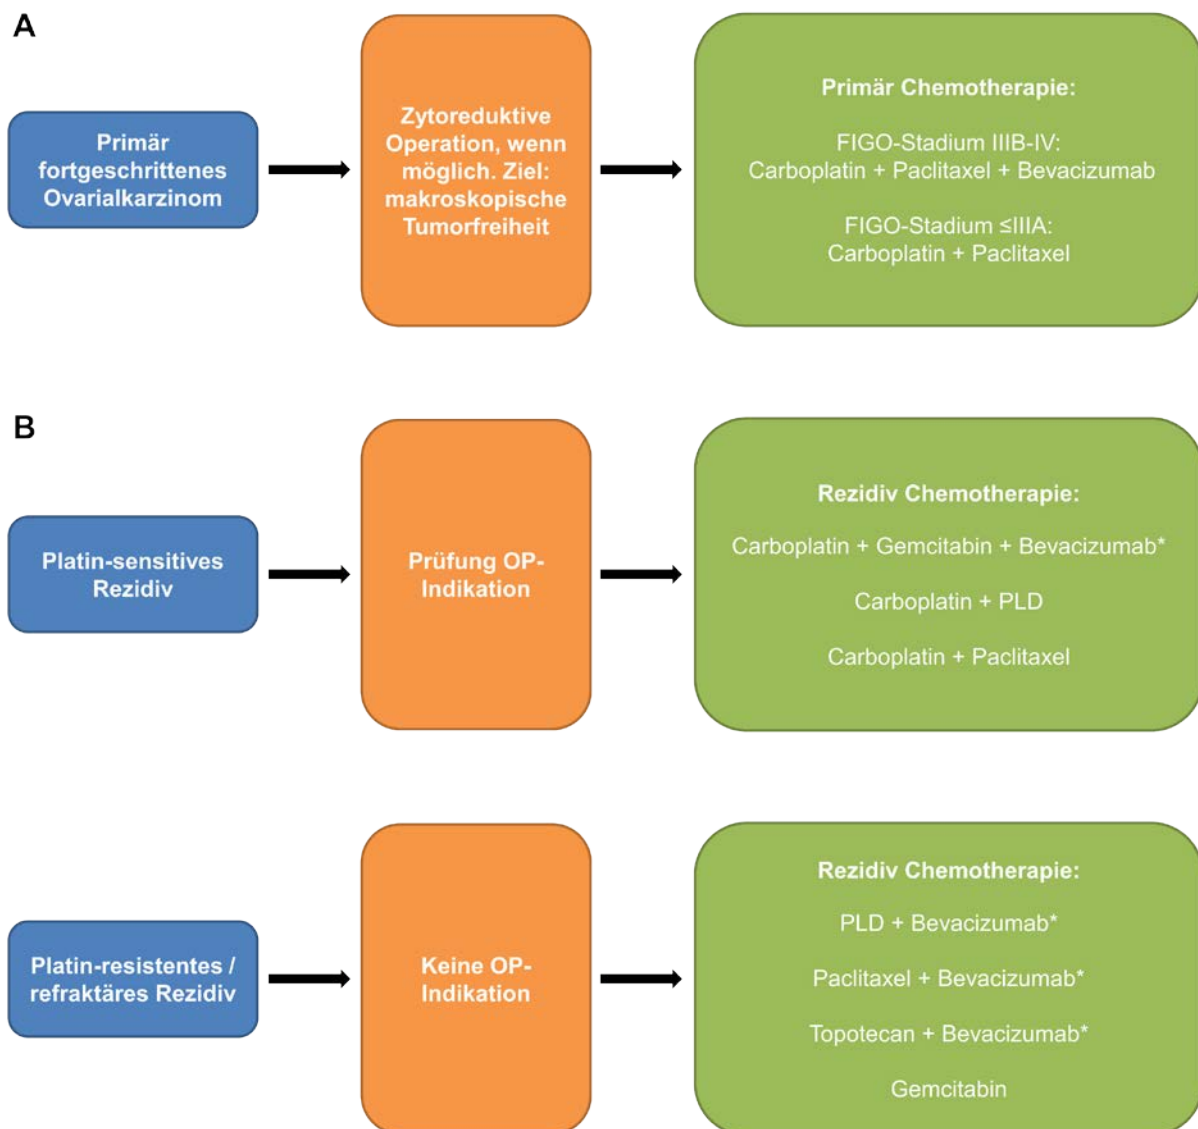 A
Primär
fortgeschrittenes
Ovarialkarzinom
Zytoreduktive
Operation, wenn
möglich. Ziel:
makroskopische
Tumorfreiheit
Primär Chemotherapie:
FIGO-Stadium IIIB-IV:
Carboplatin + Paclitaxel + Bevacizumab
FIGO-Stadium ≤IIIA:
Carboplatin + Paclitaxel
B
Platin-sensitives
Rezidiv
Prüfung OP-
Indikation
Rezidiv Chemotherapie:
Carboplatin + Gemcitabin + Bevacizumab*
Carboplatin + PLD
Carboplatin + Paclitaxel
Platin-resistentes /
refraktäres Rezidiv
Keine OP-
Indikation
Rezidiv Chemotherapie:
PLD + Bevacizumab*
Paclitaxel + Bevacizumab*
Topotecan + Bevacizumab*
Gemcitabin